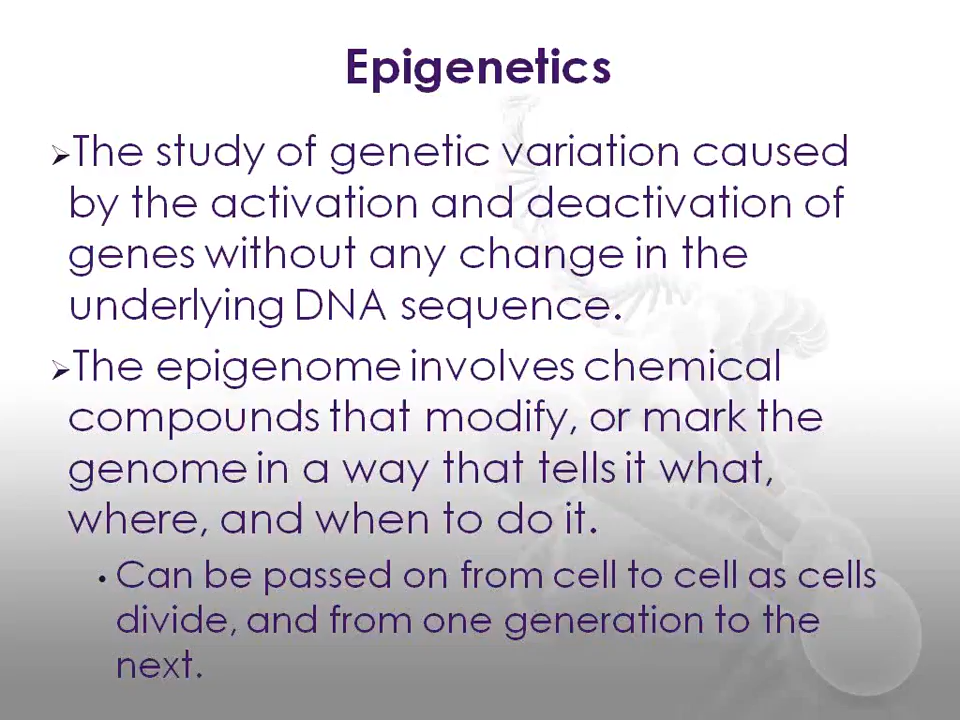 Epigenetics
➢The study of genetic variation caused
by the activation and deactivation of
genes without any change in the
underlying DNA sequence.
➢The epigenome involves chemical
compounds that modify, or mark the
genome in a way that tells it what,
where, and when to do it.
• Can be passed on from cell to cell as cells
divide, and from one generation to the
next.